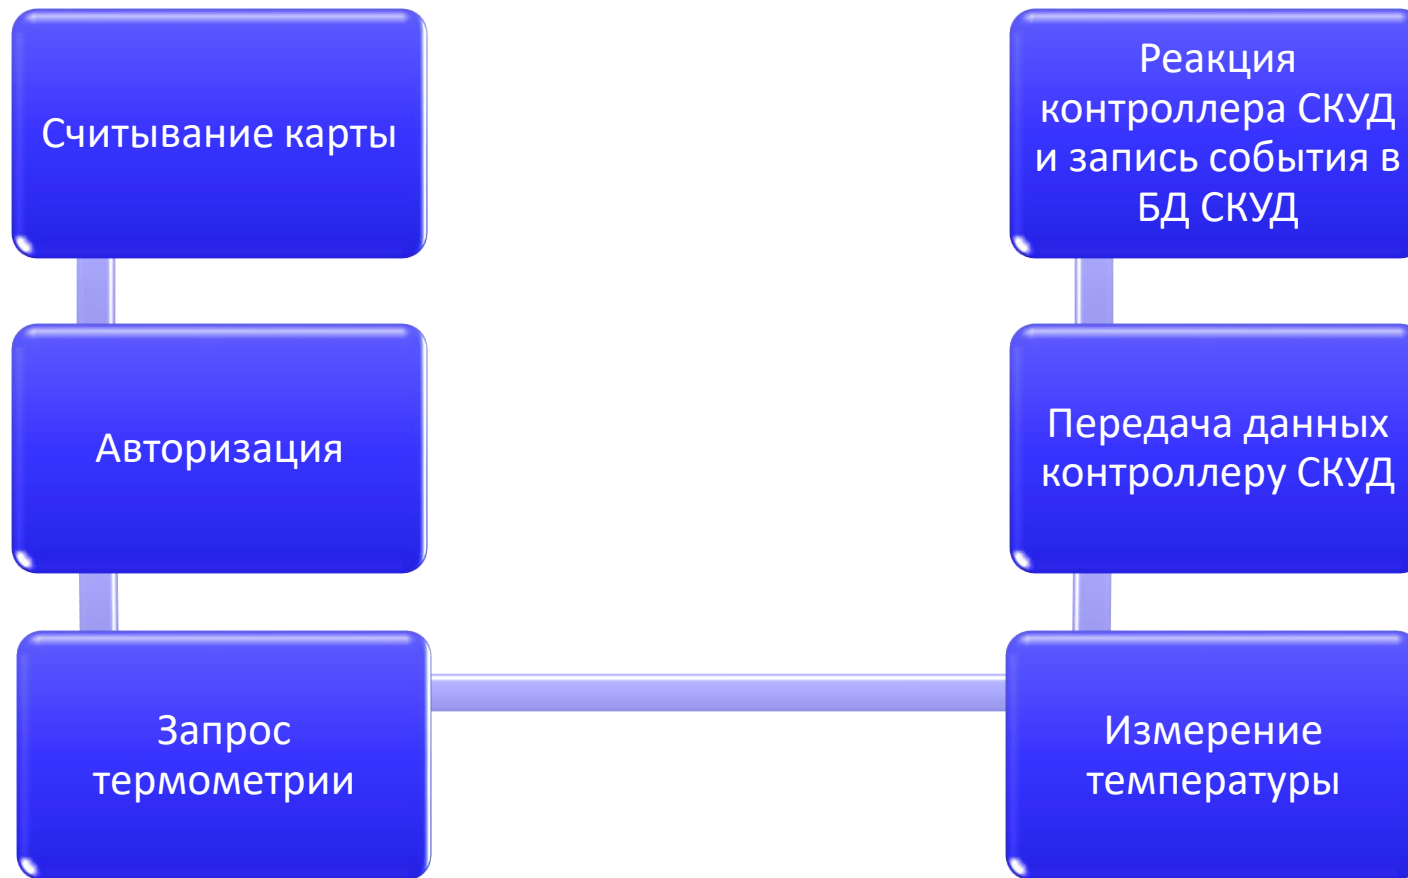 Считывание карты
Авторизация
Запрос
термометрии
Измерение
температуры
Передача данных
контроллеру СКУД
Реакция
контроллера СКУД
и запись события в
БД СКУД